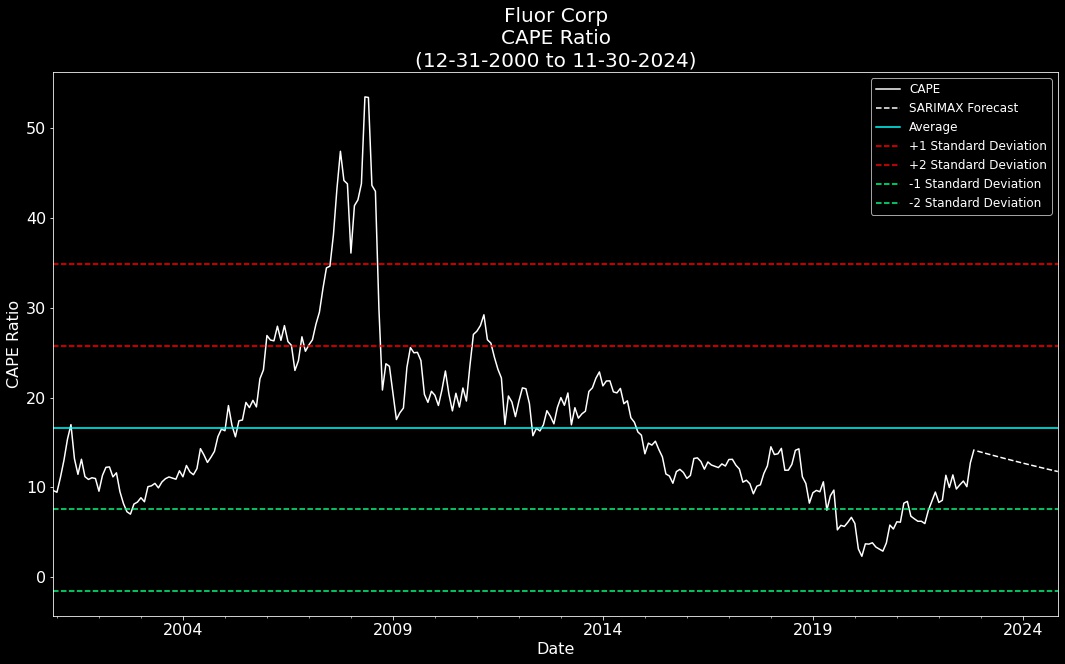 Fluor Corp
CAPE Ratio
(12-31-2000 to 11-30-2024)
CAPE
SARIMAX Forecast
Average
+1 Standard Deviation
+2 Standard Deviation
-1 Standard Deviation
-2 Standard Deviation
CAPE Ratio
50
40
30
20
10
0
2004
2009
2014
2019
2024
Date